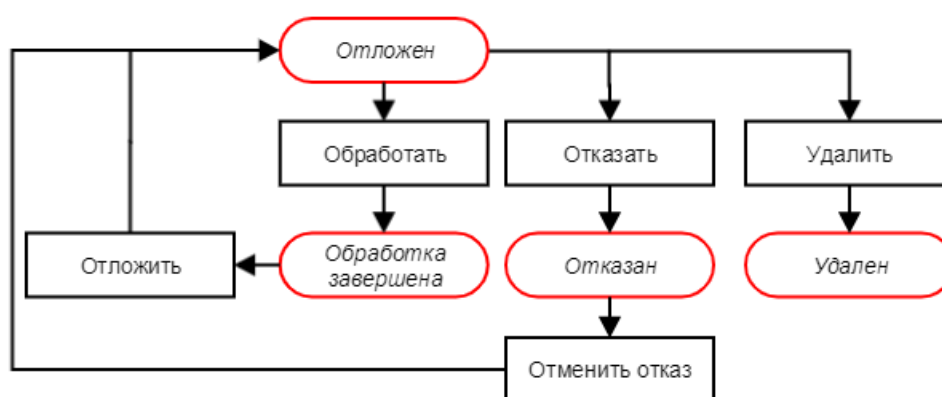 Отложен
Обработать
Отказать
Удалить
Отложить
Обработка
завершена
Отказан
Удален
Отменить отказ